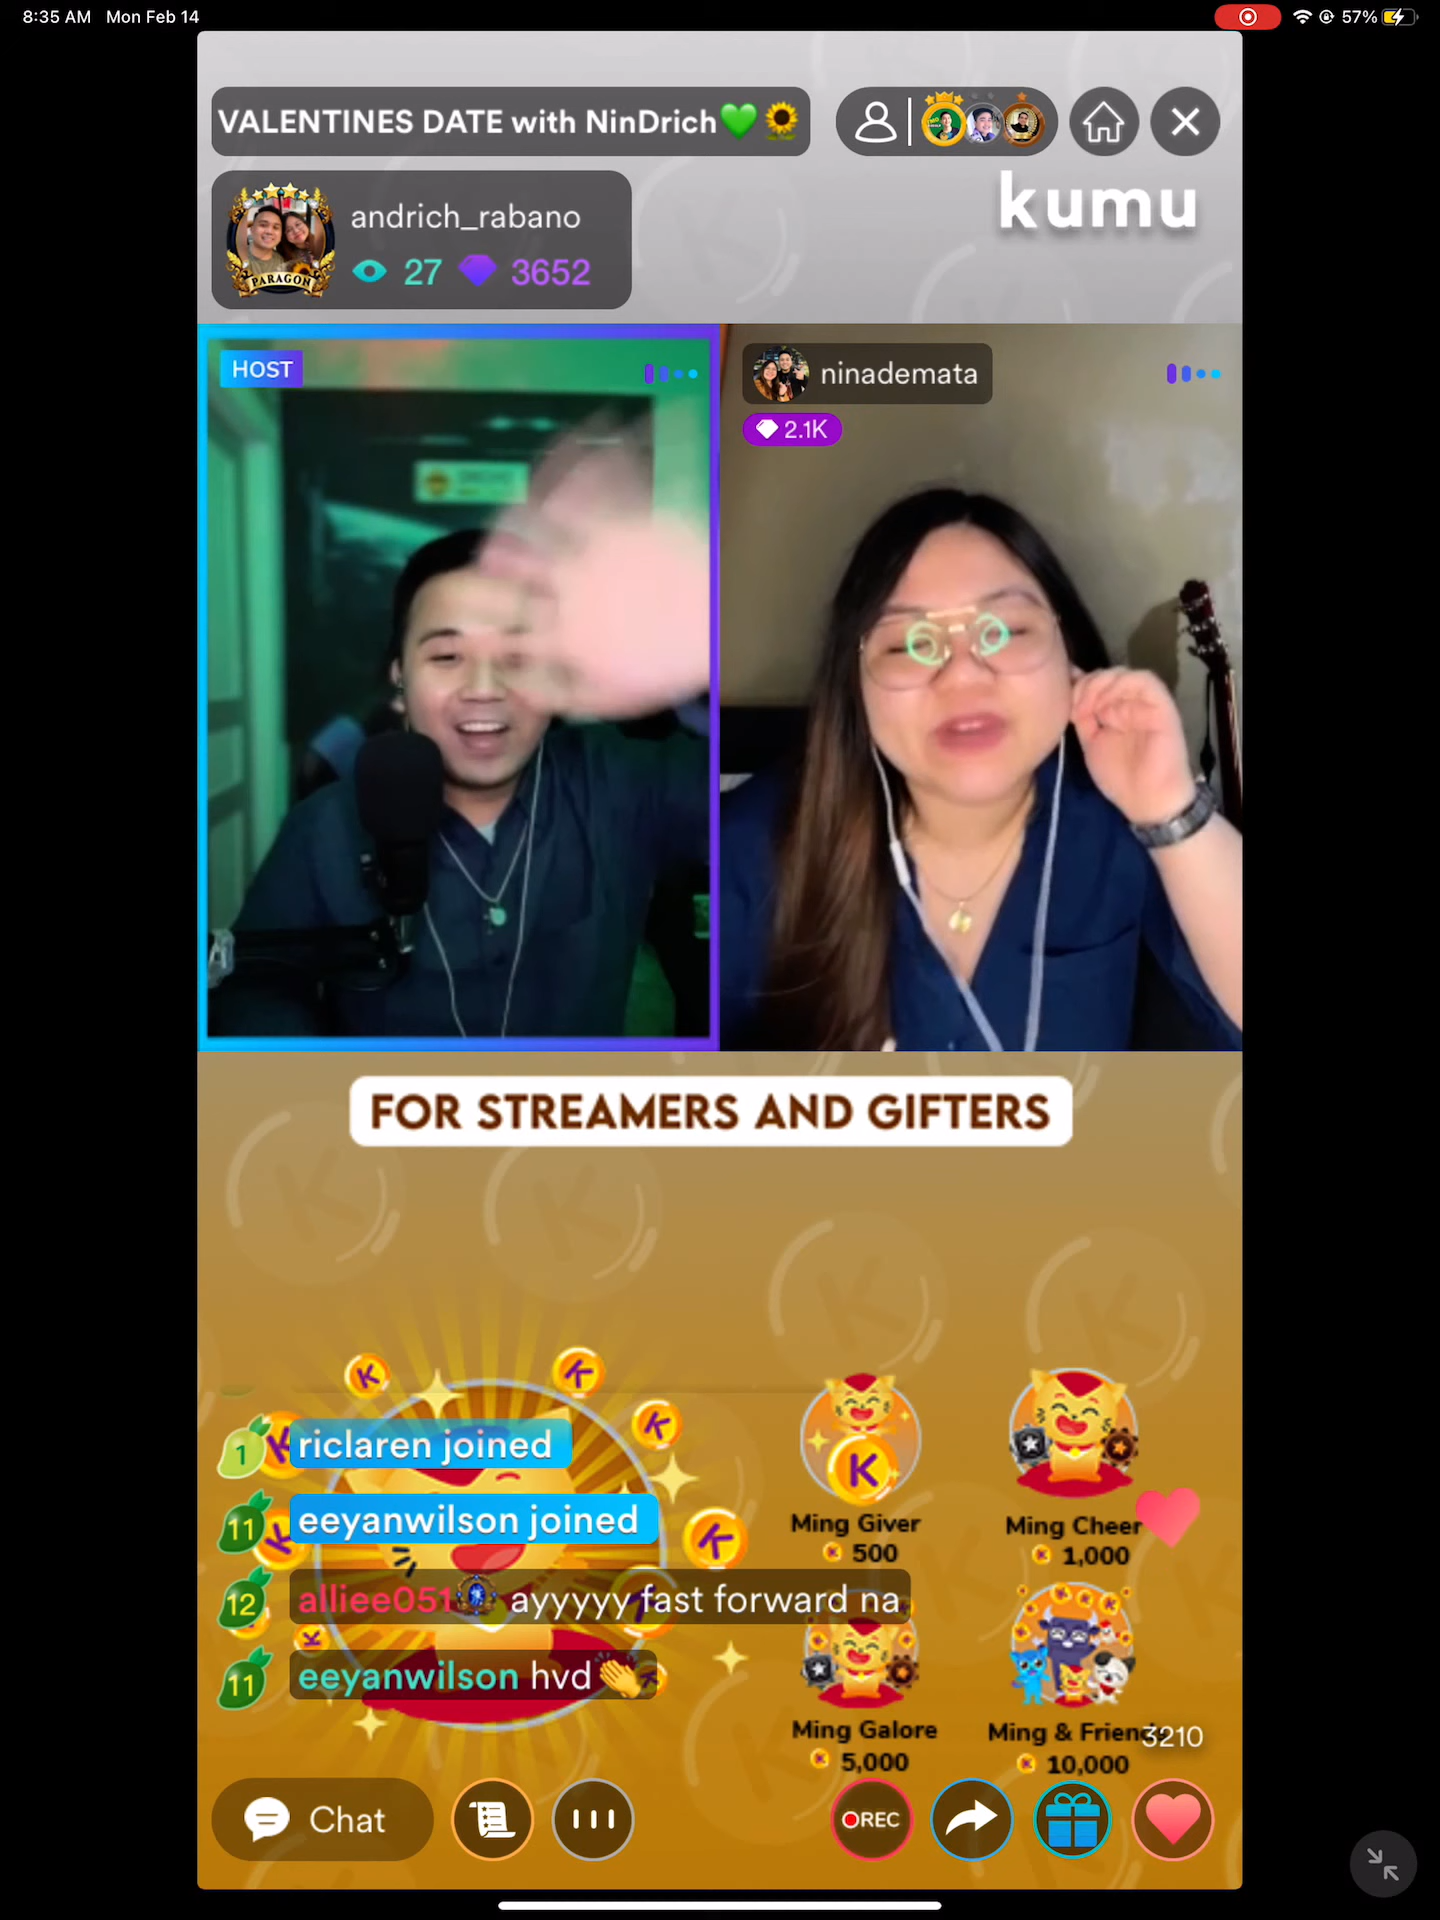 8:35 AM Mon Feb 14
57%
VALENTINES DATE with NinDrich💚🌻
andrich_rabano
27 3652
PARAGON
kumu
HOST
ninademata
2.1K
FOR STREAMERS AND GIFTERS
1 riclaren joined
11 eeyanwilson joined
12 alliee051 ayyyyy fast forward na
11 eeyanwilson hvd👏
Ming Giver
500
Ming Cheer
1,000
Ming Galore
5,000
Ming & Friends
10,000
3210
Chat
REC